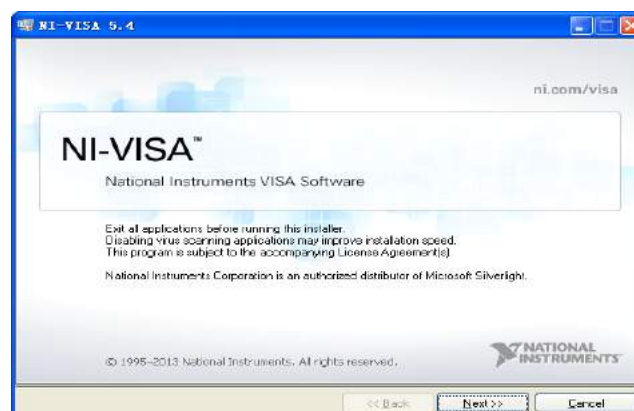 NI-VISA 5.4
ni.com/visa
NI-VISA™
National Instruments VISA Software
Exit all applications before running this installer.
Disabling virus scanning applications may improve installation speed.
This program is subject to the accompanying License Agreement(s).
National Instruments Corporation is an authorized distributor of Microsoft Silverlight.
© 1995–2013 National Instruments. All rights reserved.
NATIONAL INSTRUMENTS™
<< Back
Next >>
Cancel